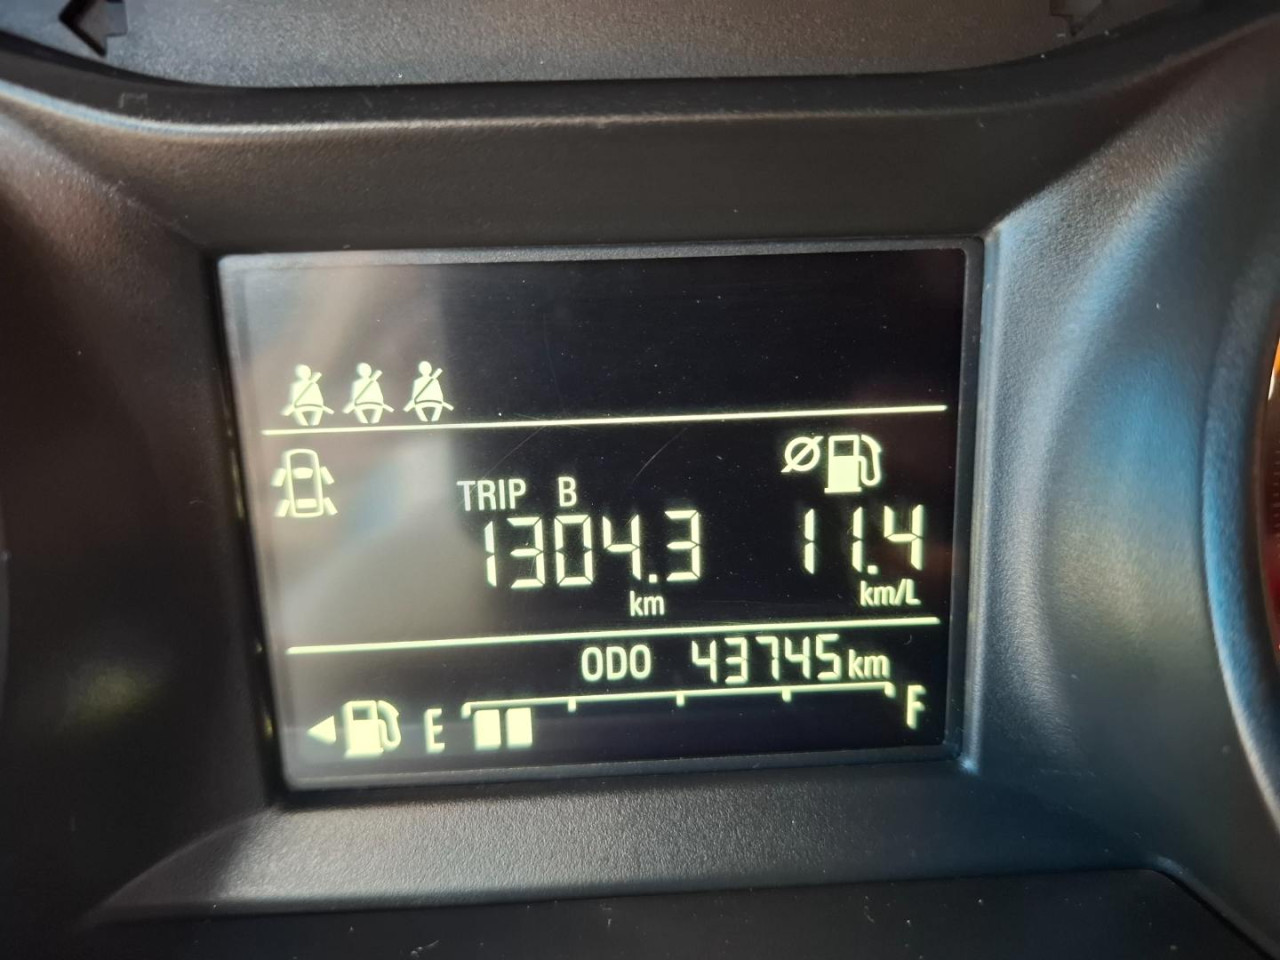 TRIP B
1304.3 km
11.4 km/L
ODO 43745 km
E F